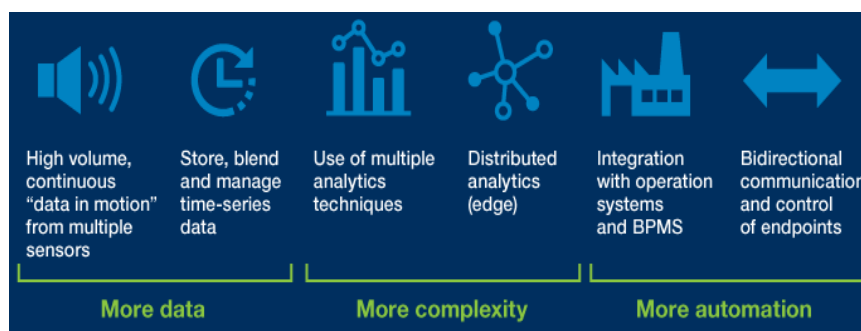 High volume,
continuous
“data in motion”
from multiple
sensors
Store, blend
and manage
time-series
data
Use of multiple
analytics
techniques
Distributed
analytics
(edge)
Integration
with operation
systems
and BPMS
Bidirectional
communication
and control
of endpoints
More data
More complexity
More automation